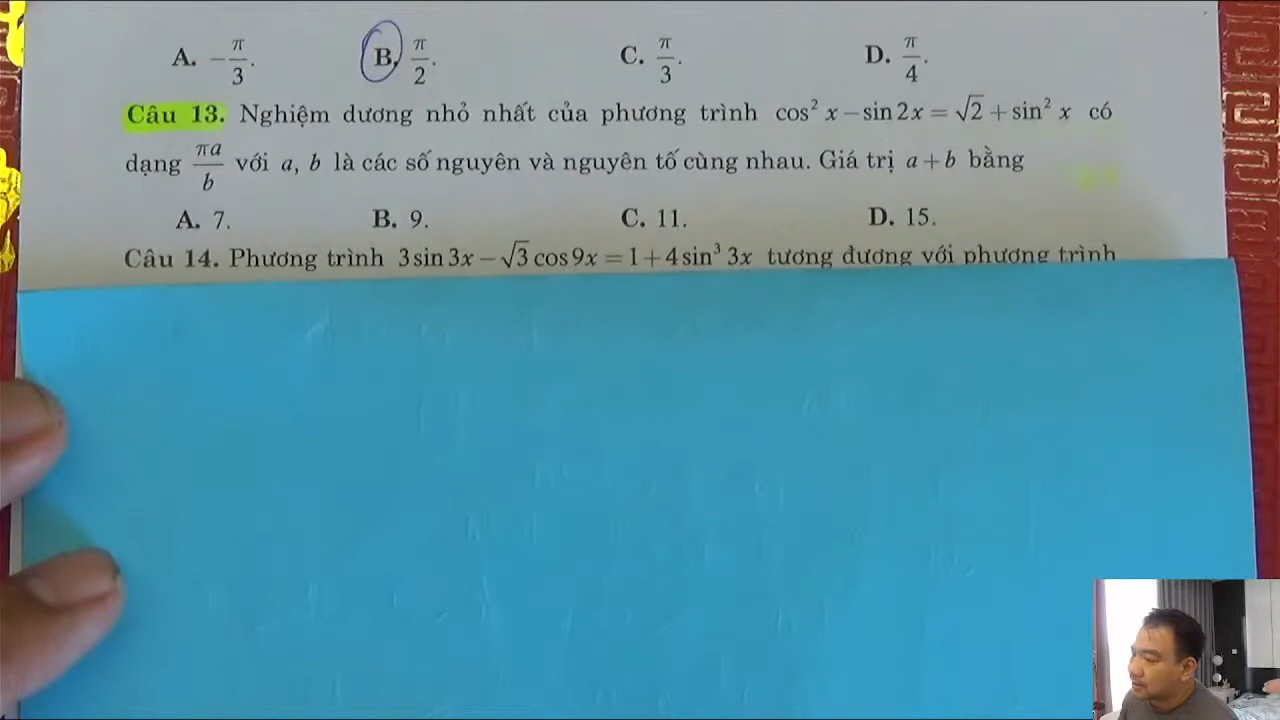 A. −π/3. B. π/2. C. π/3. D. π/4.
Câu 13. Nghiệm dương nhỏ nhất của phương trình cos² x − sin 2x = √2 + sin² x có
dạng πa/b với a, b là các số nguyên và nguyên tố cùng nhau. Giá trị a + b bằng
A. 7. B. 9. C. 11. D. 15.
Câu 14. Phương trình 3 sin 3x − √3 cos 9x = 1 + 4 sin³ 3x tương đương với phương trình